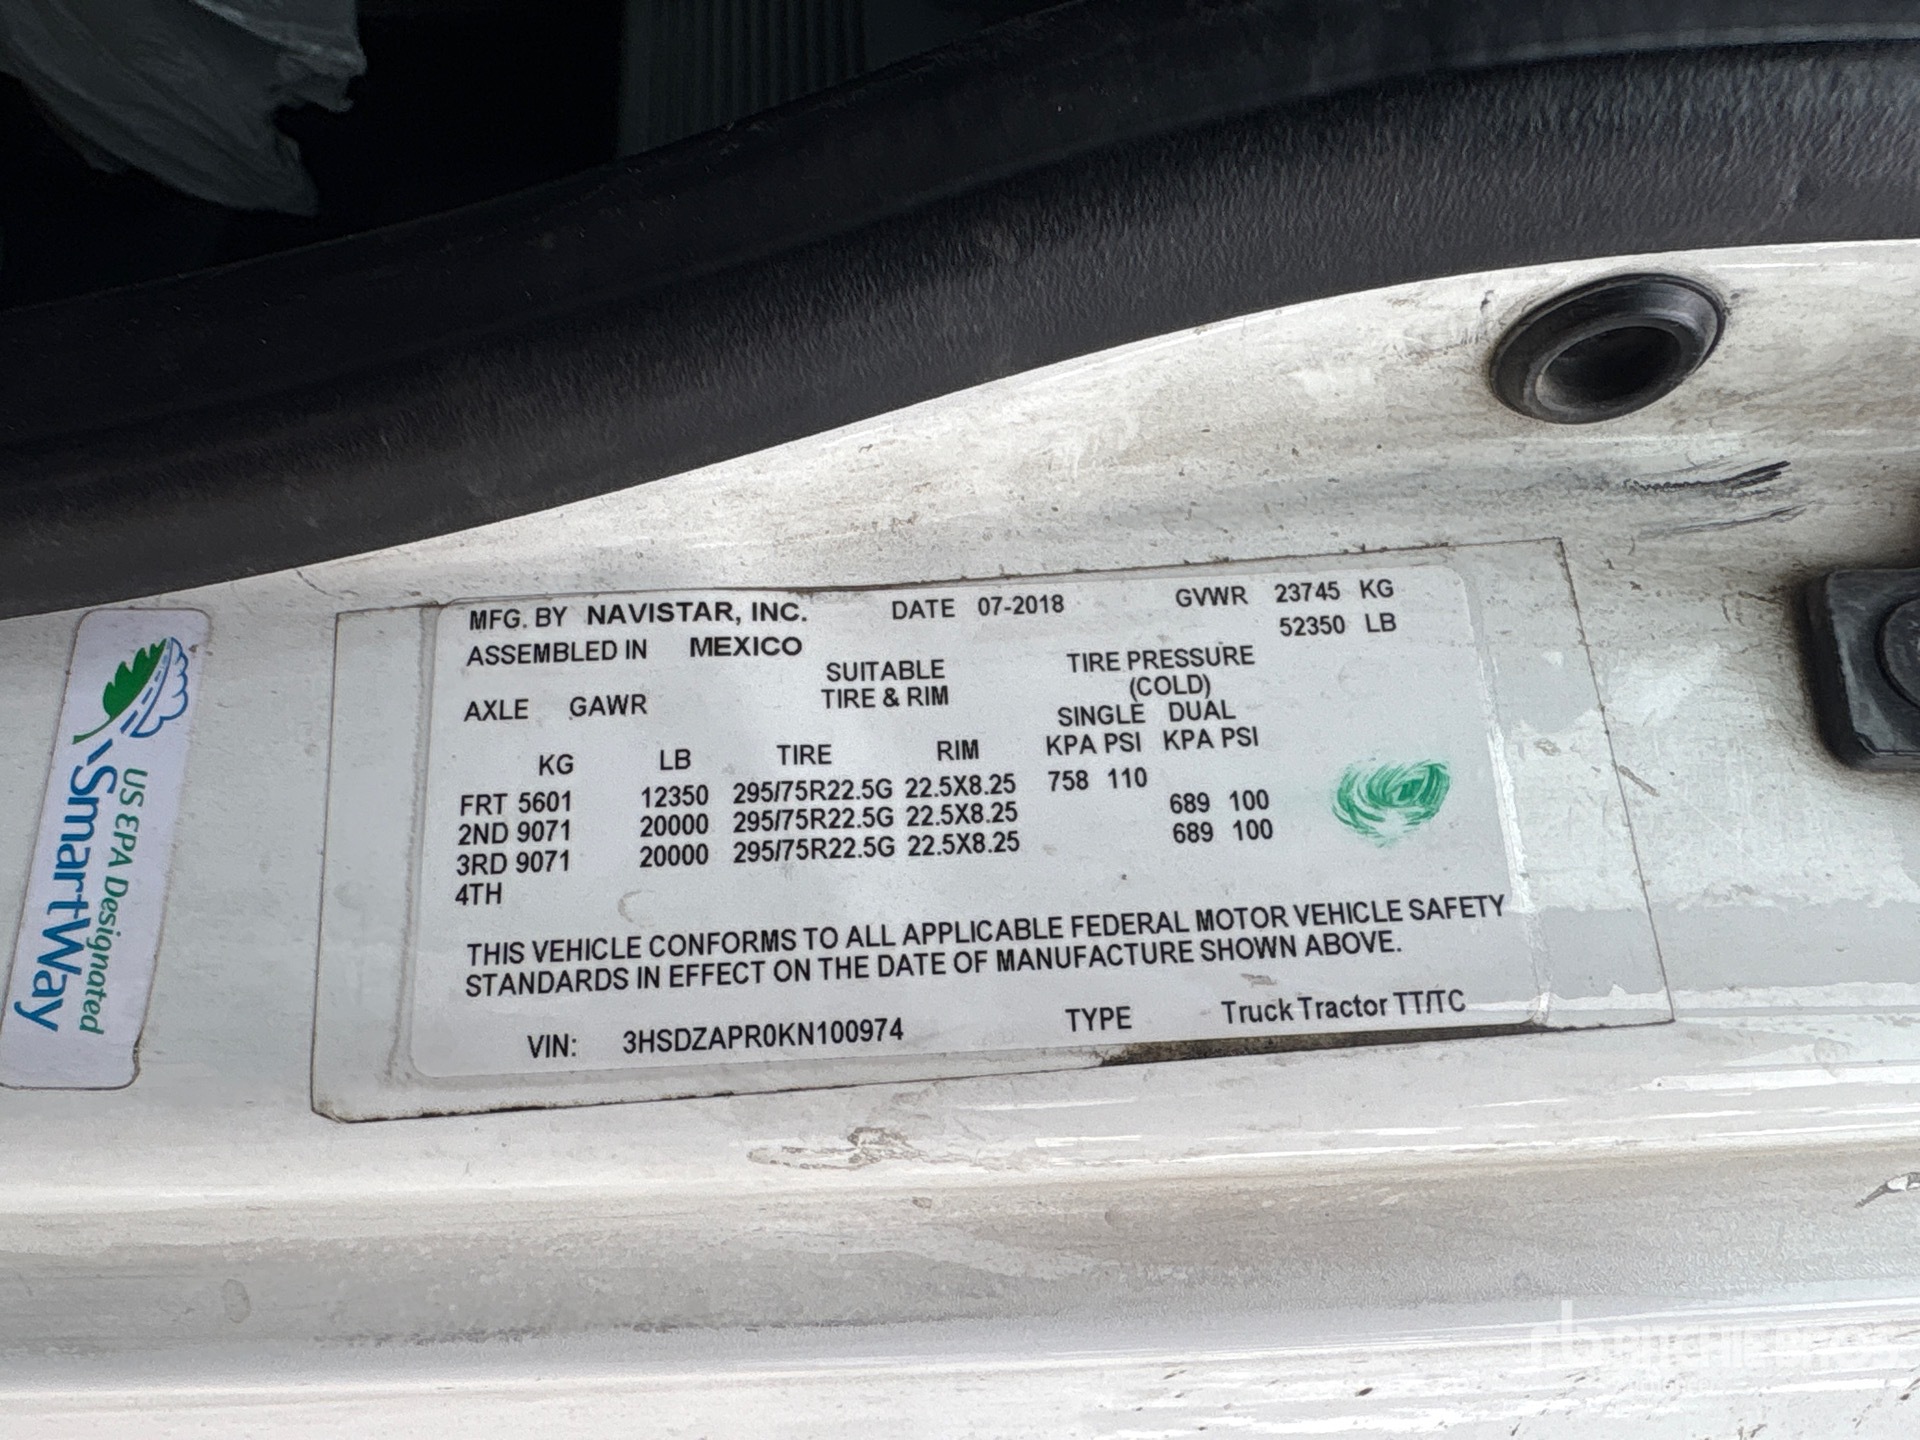 MFG. BY NAVISTAR, INC. DATE 07-2018 GVWR 23745 KG
52350 LB
ASSEMBLED IN MEXICO
SUITABLE TIRE PRESSURE
AXLE GAWR TIRE & RIM (COLD)
SINGLE DUAL
KG LB TIRE RIM KPA PSI KPA PSI
FRT 5601 12350 295/75R22.5G 22.5X8.25 758 110
2ND 9071 20000 295/75R22.5G 22.5X8.25 689 100
3RD 9071 20000 295/75R22.5G 22.5X8.25 689 100
4TH
THIS VEHICLE CONFORMS TO ALL APPLICABLE FEDERAL MOTOR VEHICLE SAFETY
STANDARDS IN EFFECT ON THE DATE OF MANUFACTURE SHOWN ABOVE.
VIN: 3HSDZAPR0KN100974 TYPE Truck Tractor TT/TC
US EPA Designated
SmartWay
rb RITCHIE BROS